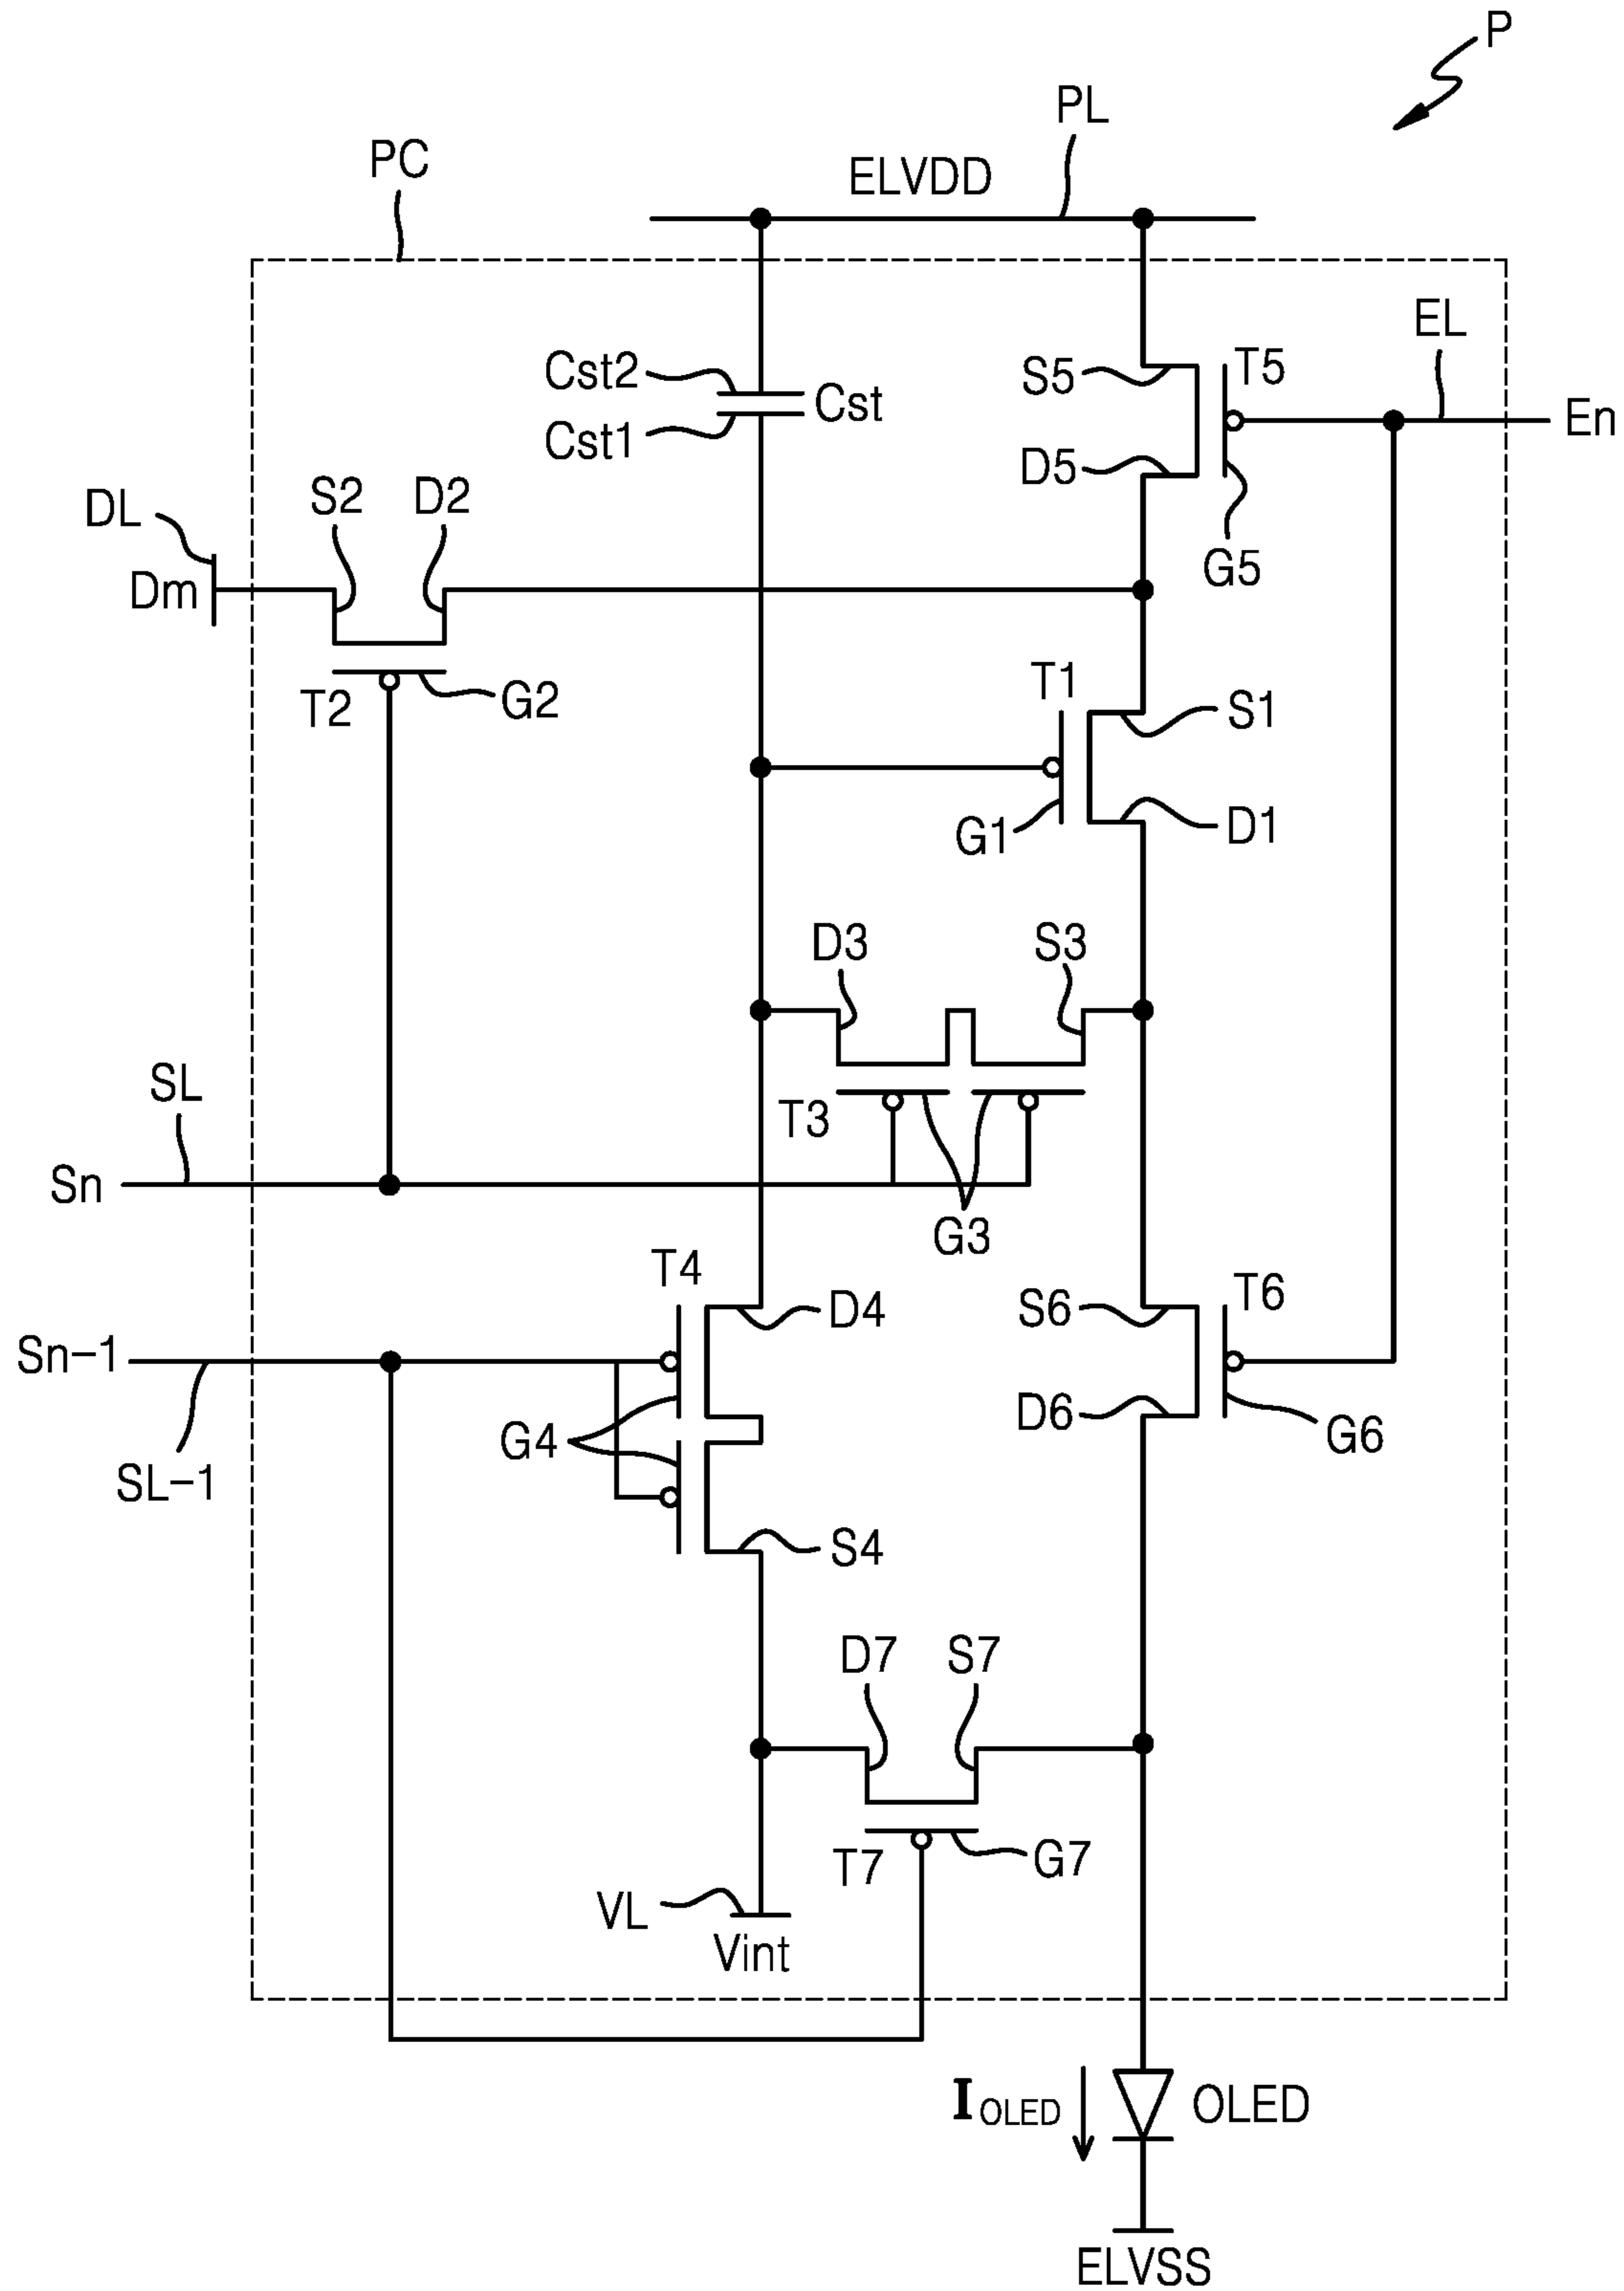 P
PL
PC
ELVDD
EL
Cst2
Cst
S5
T5
En
Cst1
D5
S2
D2
DL
G5
Dm
T1
T2
G2
S1
G1
D1
D3
S3
SL
T3
Sn
G3
T4
S6
T6
D4
Sn-1
D6
G4
G6
SL-1
S4
D7
S7
T7
G7
VL
Vint
IOLED
OLED
ELVSS